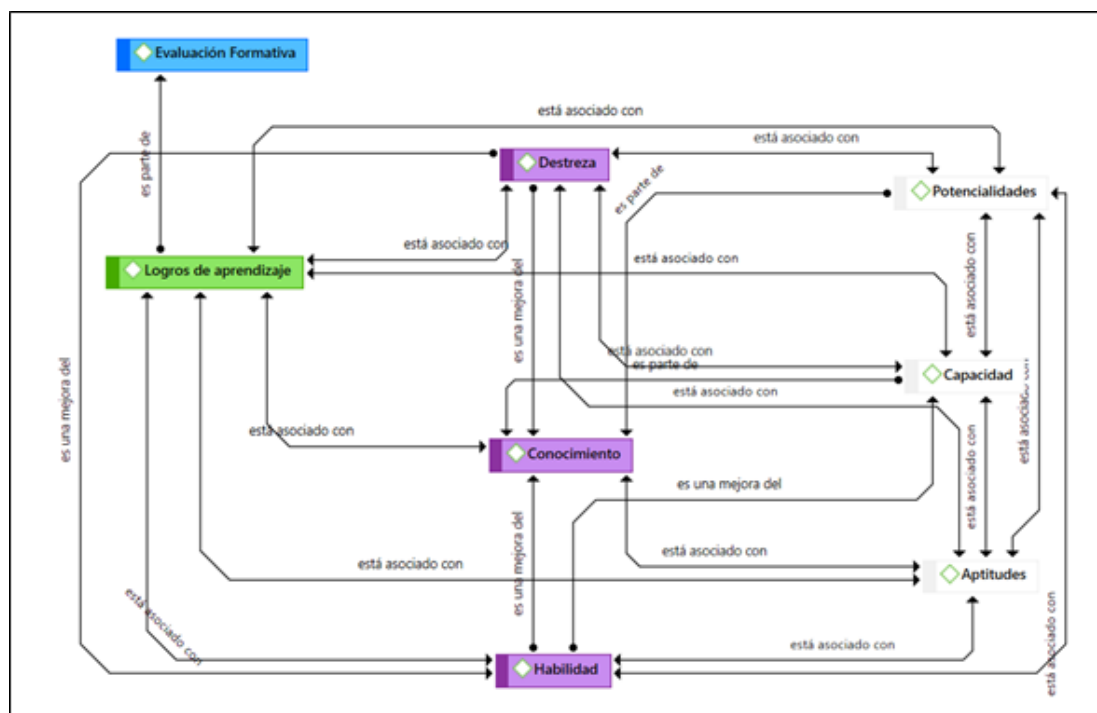 Evaluación Formativa
está asociado con
está asociado con
es parte de
Destreza
es parte de
Potencialidades
está asociado con
está asociado con
está asociado con
Logros de aprendizaje
es una mejora del
está asociado con
es parte de
Capacidad
está asociado con
está asociado con
es una mejora del
está asociado con
Conocimiento
está asociado con
es una mejora del
es una mejora del
está asociado con
está asociado con
Aptitudes
está asociado con
está asociado con
está asociado con
Habilidad